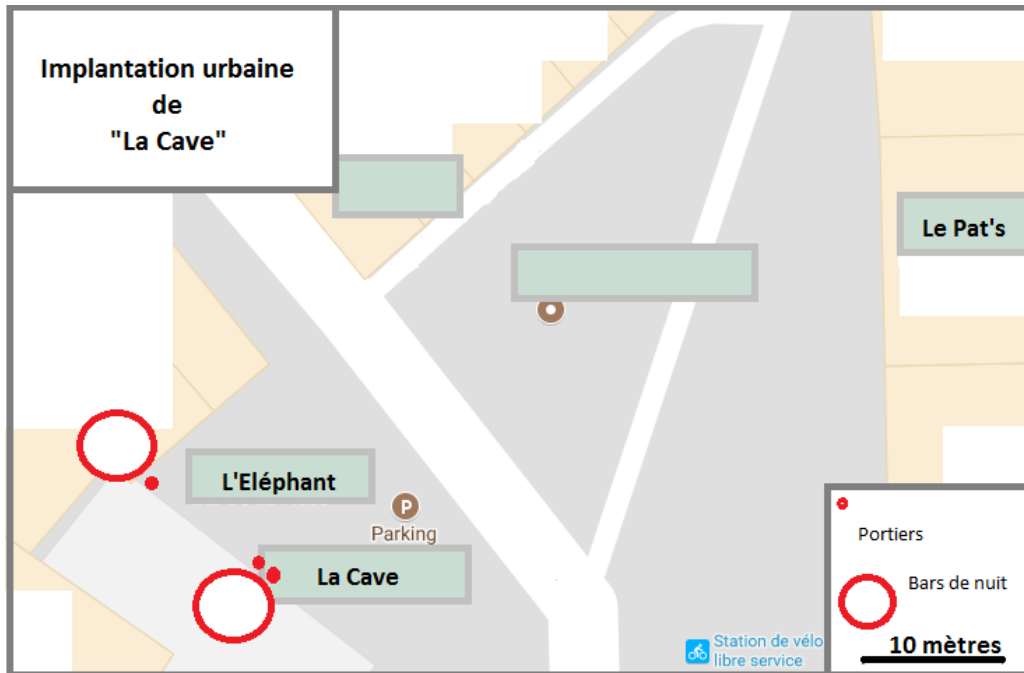 Implantation urbaine
de
"La Cave"
Le Pat's
L'Eléphant
P
Parking
La Cave
Portiers
Bars de nuit
10 mètres
Station de vélo
libre service